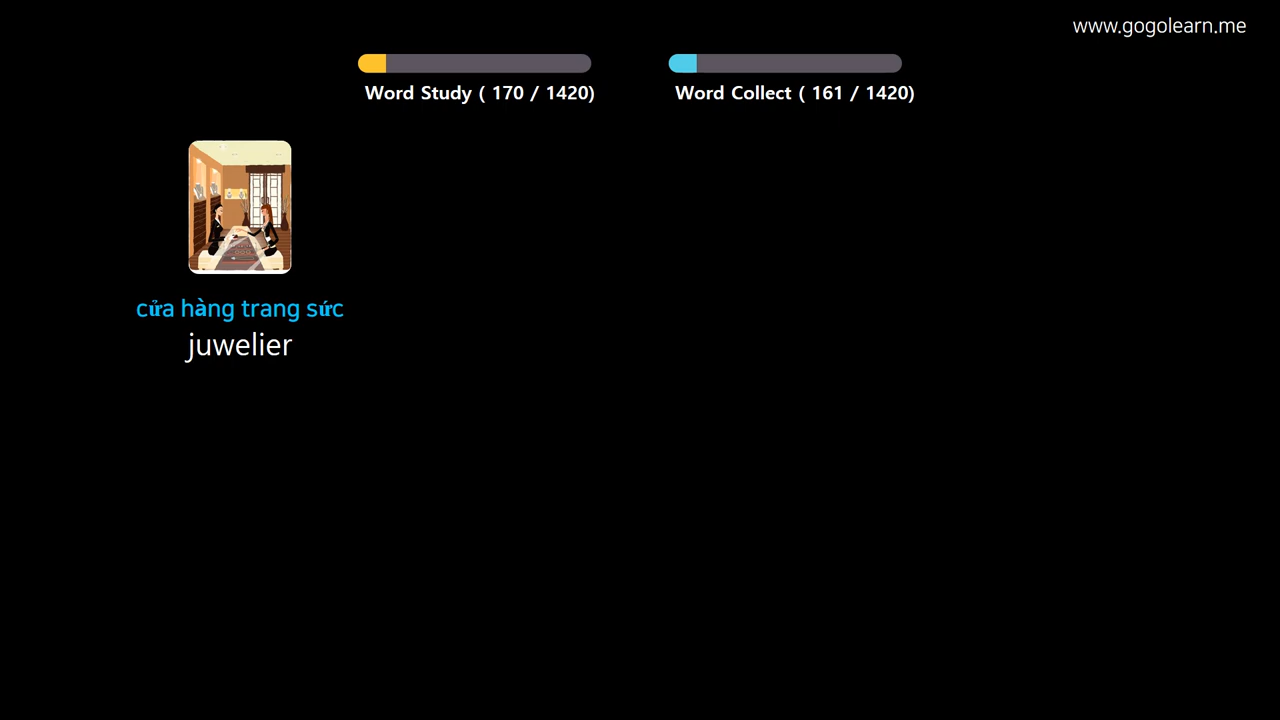 www.gogolearn.me
Word Study ( 170 / 1420)
Word Collect ( 161 / 1420)
cửa hàng trang sức
juwelier